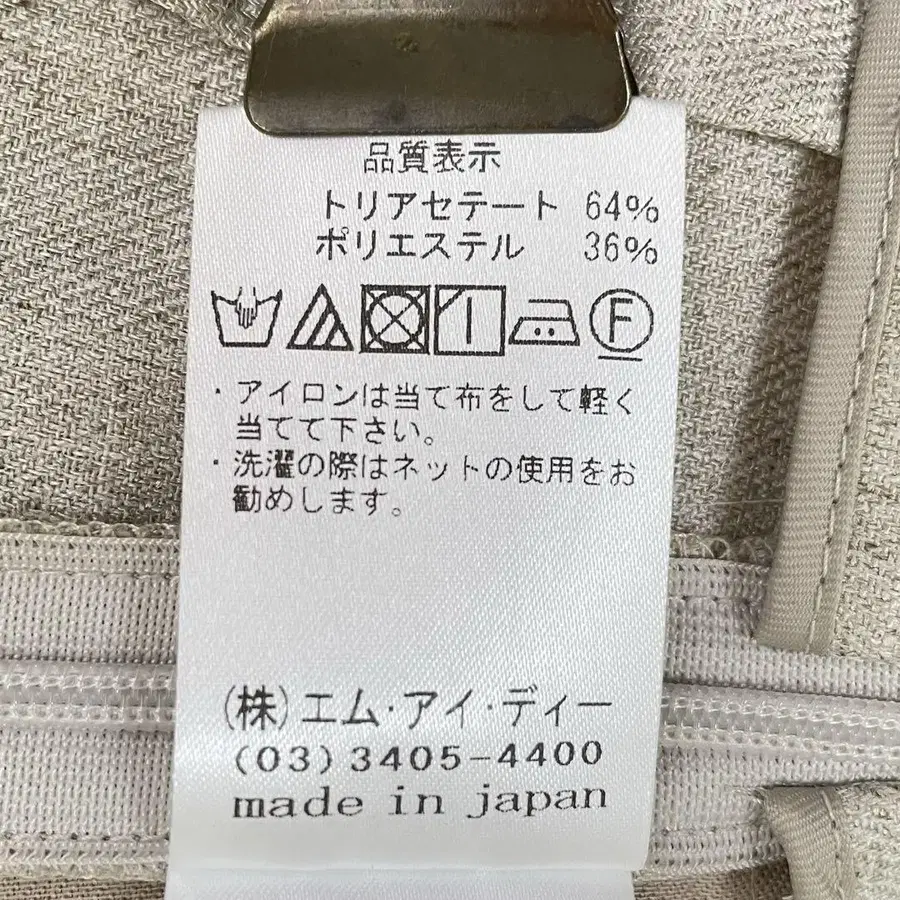 品質表示
トリアセテート 64%
ポリエステル 36%
F
・アイロンは当て布をして軽く
当てて下さい。
・洗濯の際はネットの使用をお
勧めします。
(株)エム・アイ・ディー
(03)3405-4400
made in japan